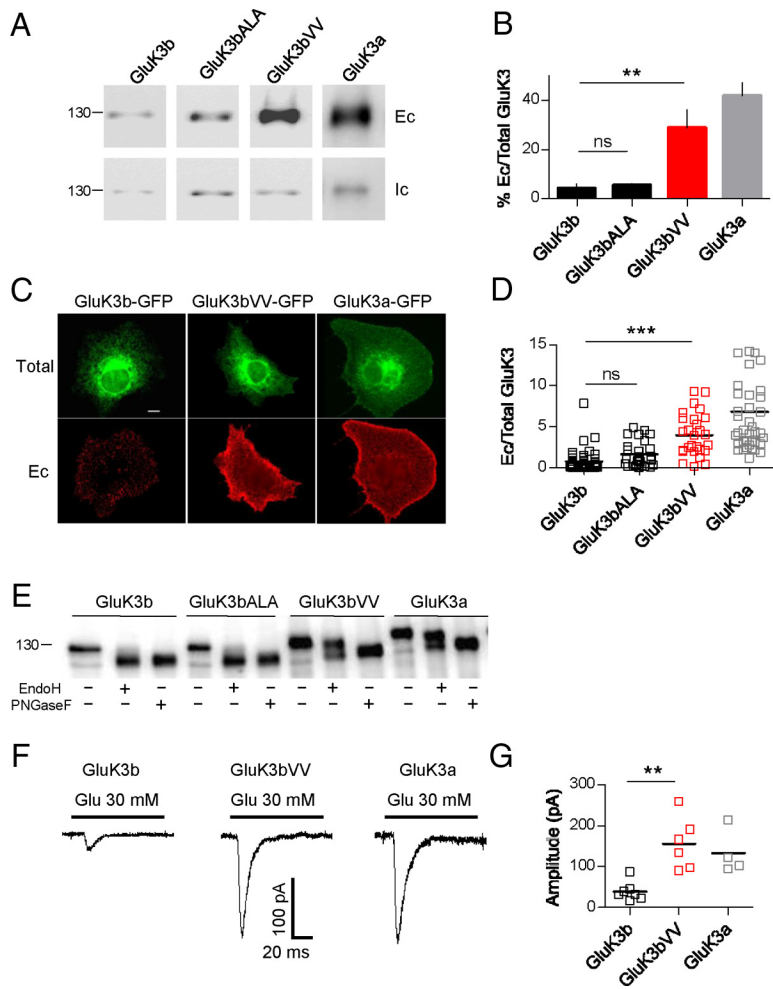 A
GluK3b
GluK3bALA
GluK3bVV
GluK3a
130
Ec
130
Ic
B
% Ec/Total GluK3
40
20
0
**
ns
GluK3b
GluK3bALA
GluK3bVV
GluK3a
C
GluK3b-GFP GluK3bVV-GFP GluK3a-GFP
Total
Ec
D
Ec/Total GluK3
15
10
5
0
***
ns
GluK3b
GluK3bALA
GluK3bVV
GluK3a
E
GluK3b GluK3bALA GluK3bVV GluK3a
130
EndoH - + - + - + - +
PNGaseF - + - + - + - +
F
GluK3b GluK3bVV GluK3a
Glu 30 mM Glu 30 mM Glu 30 mM
100 pA
20 ms
G
Amplitude (pA)
300
200
100
0
**
GluK3b
GluK3bVV
GluK3a